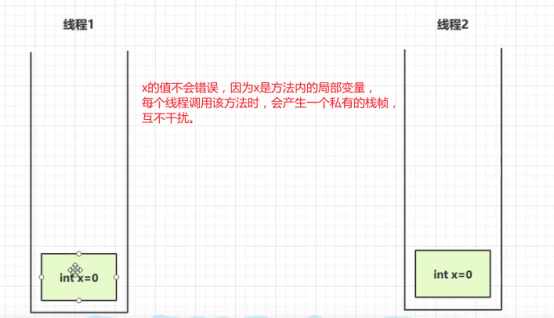 线程1
线程2
x的值不会错误，因为x是方法内的局部变量，
每个线程调用该方法时，会产生一个私有的栈帧，
互不干扰。
int x=0
int x=0